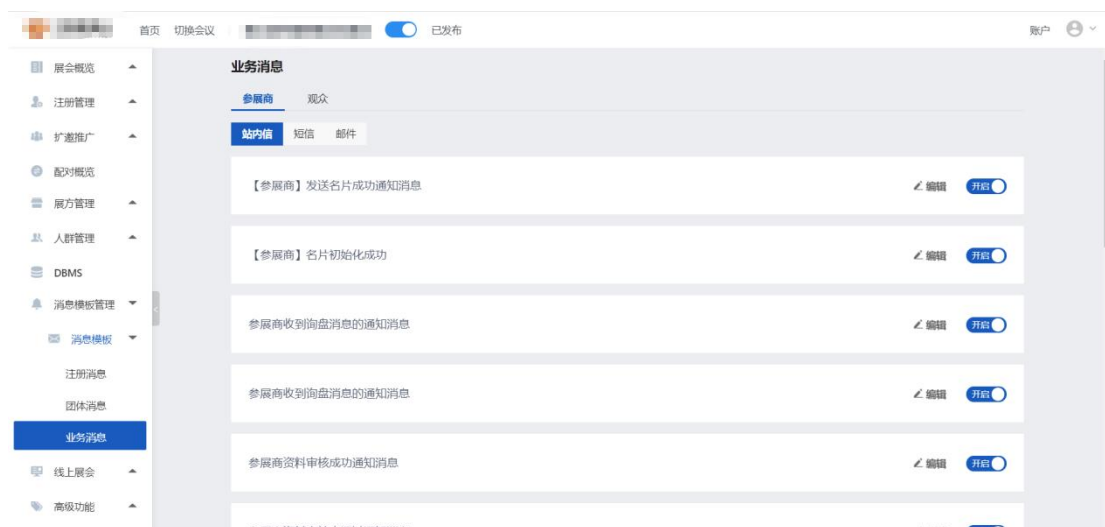 首页 切换会议 已发布 账户
展会概览
注册管理
扩邀推广
配对概览
展方管理
人群管理
DBMS
消息模板管理
消息模板
注册消息
团体消息
业务消息
线上展会
高级功能
<
业务消息
参展商 观众
站内信 短信 邮件
【参展商】发送名片成功通知消息 编辑 开启
【参展商】名片初始化成功 编辑 开启
参展商收到询盘消息的通知消息 编辑 开启
参展商收到询盘消息的通知消息 编辑 开启
参展商资料审核成功通知消息 编辑 开启